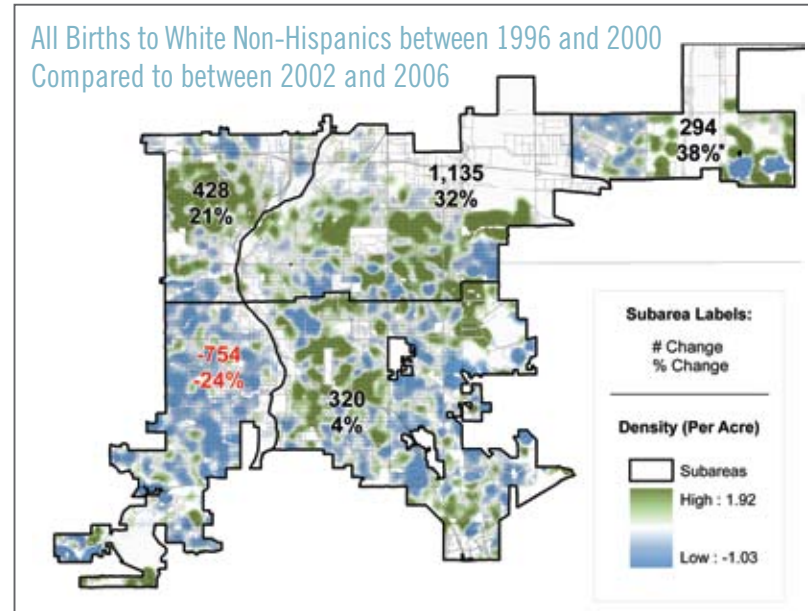 All Births to White Non-Hispanics between 1996 and 2000
Compared to between 2002 and 2006
294
38%*
1,135
32%
428
21%
-754
-24%
320
4%
Subarea Labels:
# Change
% Change
Density (Per Acre)
Subareas
High : 1.92
Low : -1.03